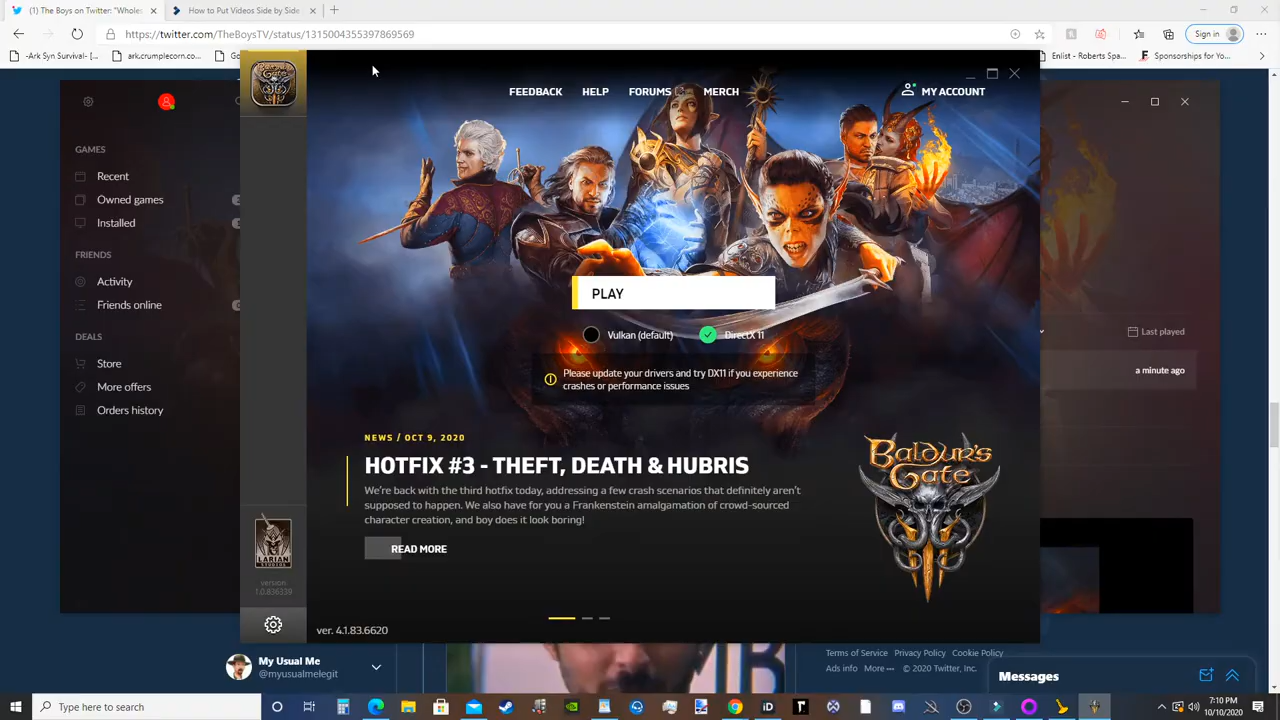 (1) The Boys on Twitter: "Wholes
How to Put Videos Side by Side
https://twitter.com/TheBoysTV/status/1315004355397869569
Sign in
-Ark Syn Growth Tra...
ark.crumplecorn.co...
bungalow betty
Sponsorships for Yo...
FEEDBACK
HELP
FORUMS
MERCH
MY ACCOUNT
GAMES
Recent
Owned games
Installed
FRIENDS
Activity
Friends online
DEALS
Store
More offers
Orders history
PLAY
Vulkan (default)
DirectX 11
Please update your drivers and try DX11 if you experience
crashes or performance issues
Last played
a minute ago
NEWS / OCT 9, 2020
HOTFIX #3 - THEFT, DEATH & HUBRIS
We're back with the third hotfix today, addressing a few crash scenarios that definitely aren't
supposed to happen. We also have for you a Frankenstein amalgamation of crowd-sourced
character creation, and boy does it look boring!
READ MORE
BALDUR'S
GATE
LARIAN
STUDIOS
version
1.0.836339
ver. 4.1.83.6620
My Usual Me
@myusualmelegit
Terms of Service Privacy Policy Cookie Policy
Ads info More ••• © 2020 Twitter, Inc.
Messages
Type here to search
7:10 PM
10/10/2020